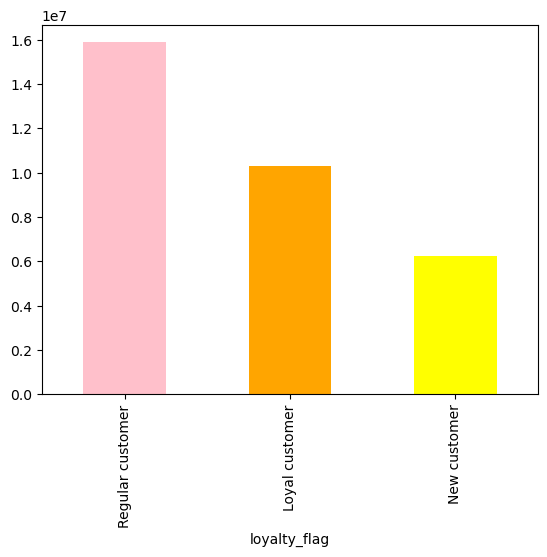 1e7
1.6
1.4
1.2
1.0
0.8
0.6
0.4
0.2
0.0
Regular customer
Loyal customer
New customer
loyalty_flag